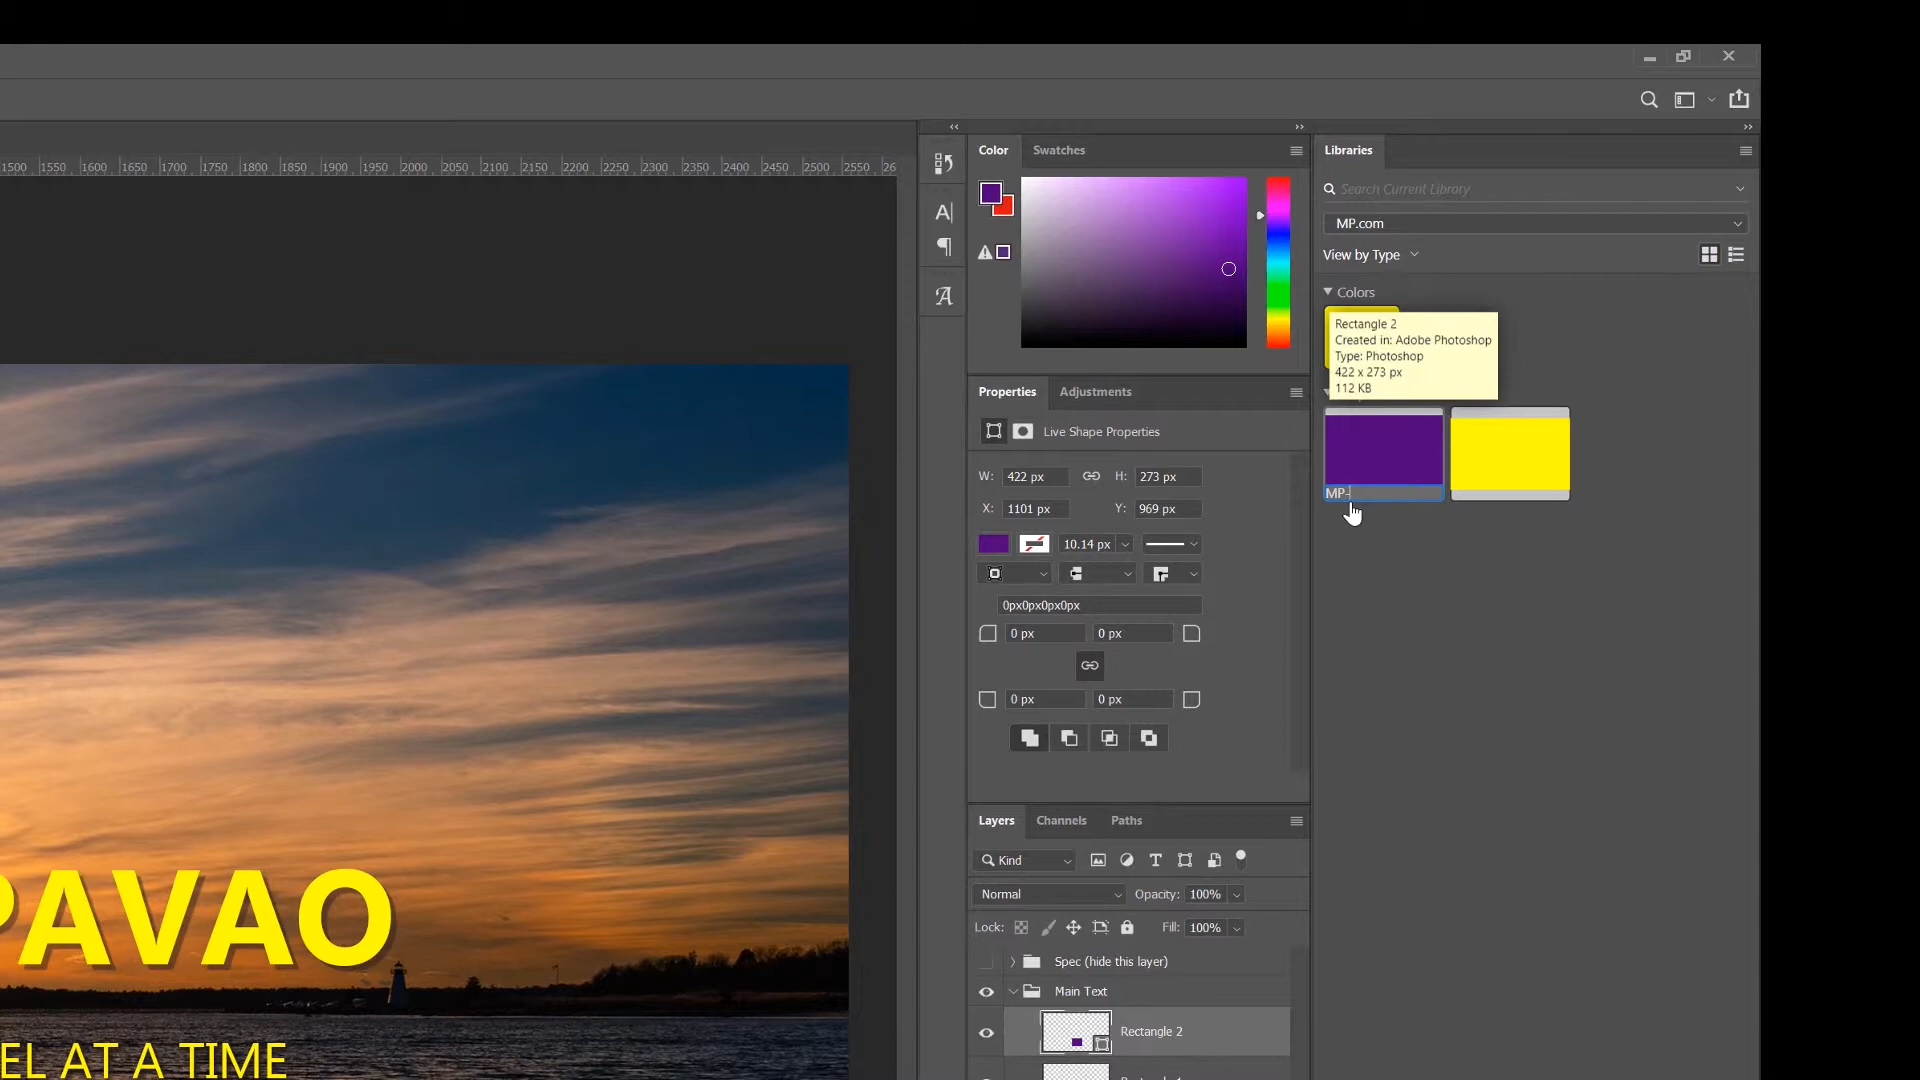 1500 1550 1600 1650 1700 1750 1800 1850 1900 1950 2000 2050 2100 2150 2200 2250 2300 2350 2400 2450 2500 2550 26
Color Swatches
Libraries
Search Current Library
MP.com
View by Type
Colors
Rectangle 2
Created in: Adobe Photoshop
Type: Photoshop
422 x 273 px
112 KB
MP-
Properties Adjustments
Live Shape Properties
W: 422 px H: 273 px
X: 1101 px Y: 969 px
10.14 px
0px0px0px0px
0 px 0 px
0 px 0 px
Layers Channels Paths
Kind
Normal Opacity: 100%
Lock: Fill: 100%
Spec (hide this layer)
Main Text
Rectangle 2
PAVAO
EL AT A TIME